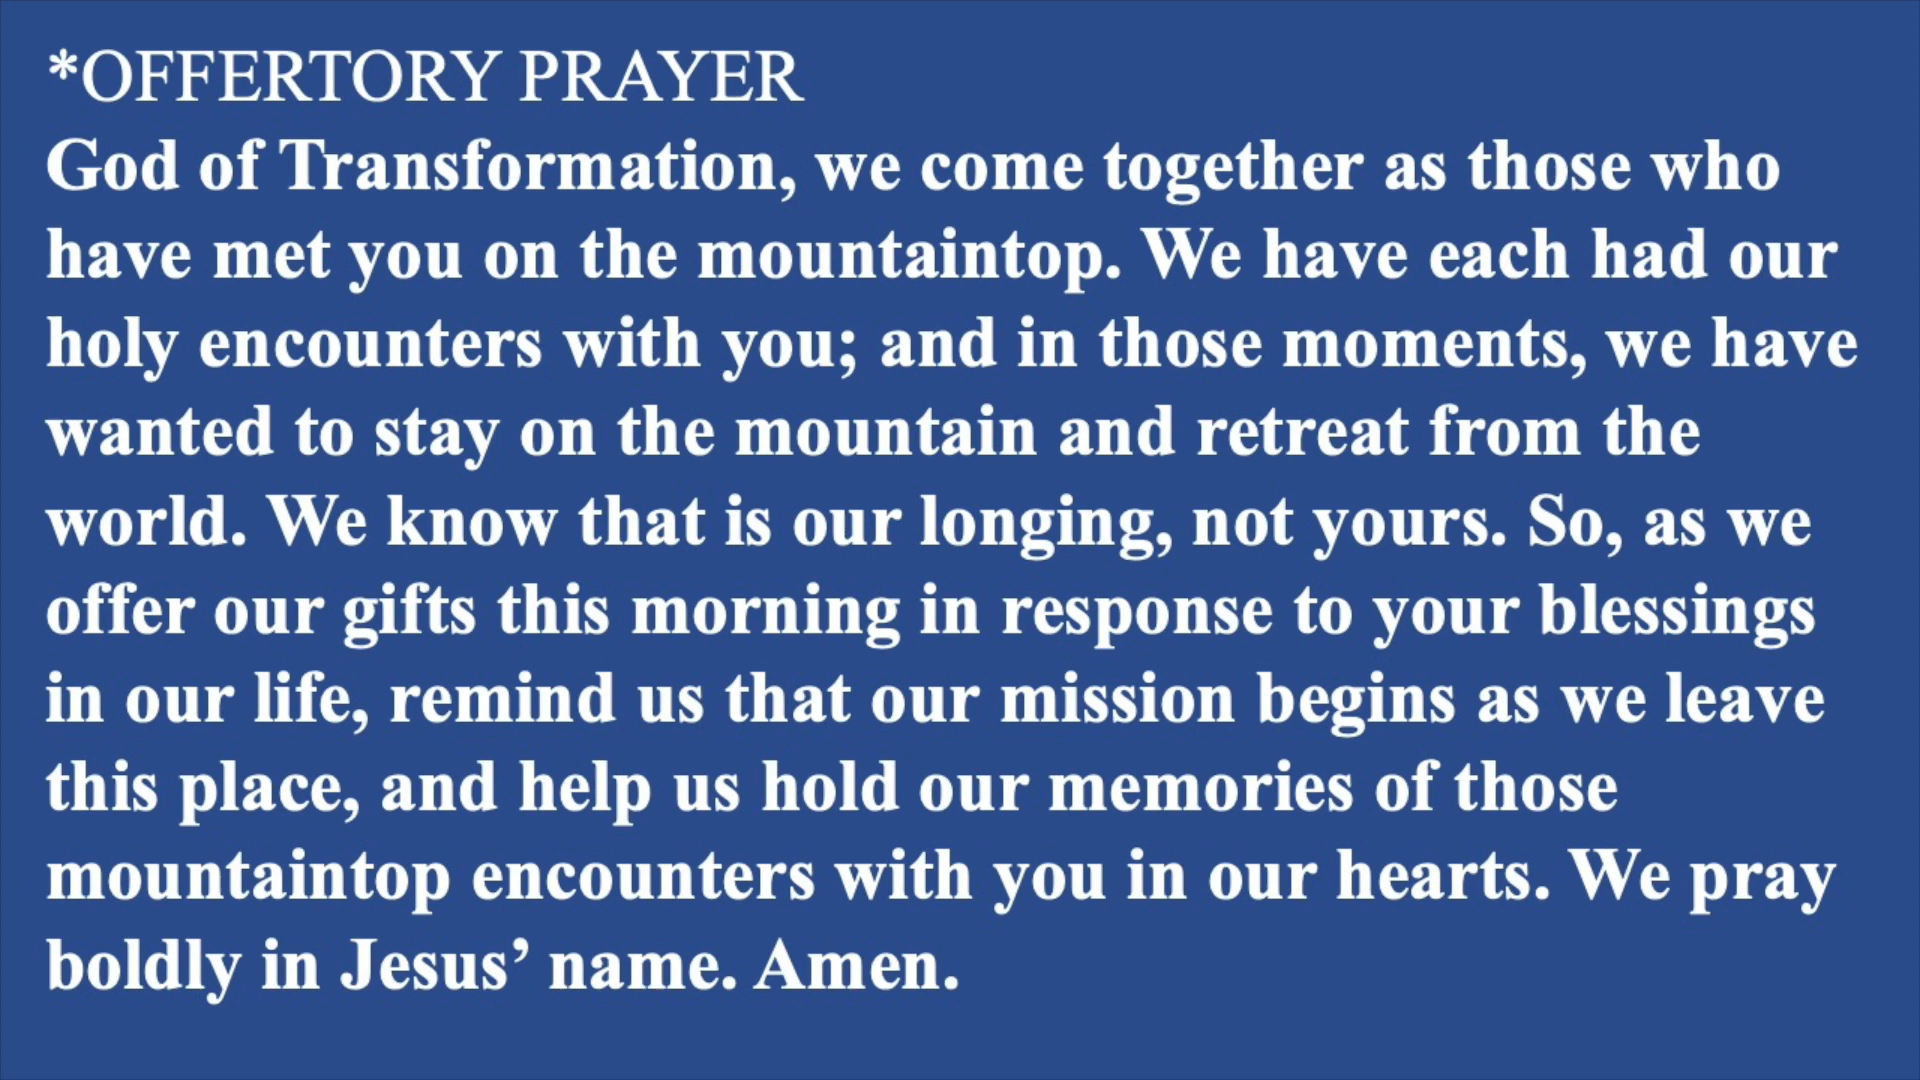 *OFFERTORY PRAYER
God of Transformation, we come together as those who
have met you on the mountaintop. We have each had our
holy encounters with you; and in those moments, we have
wanted to stay on the mountain and retreat from the
world. We know that is our longing, not yours. So, as we
offer our gifts this morning in response to your blessings
in our life, remind us that our mission begins as we leave
this place, and help us hold our memories of those
mountaintop encounters with you in our hearts. We pray
boldly in Jesus’ name. Amen.